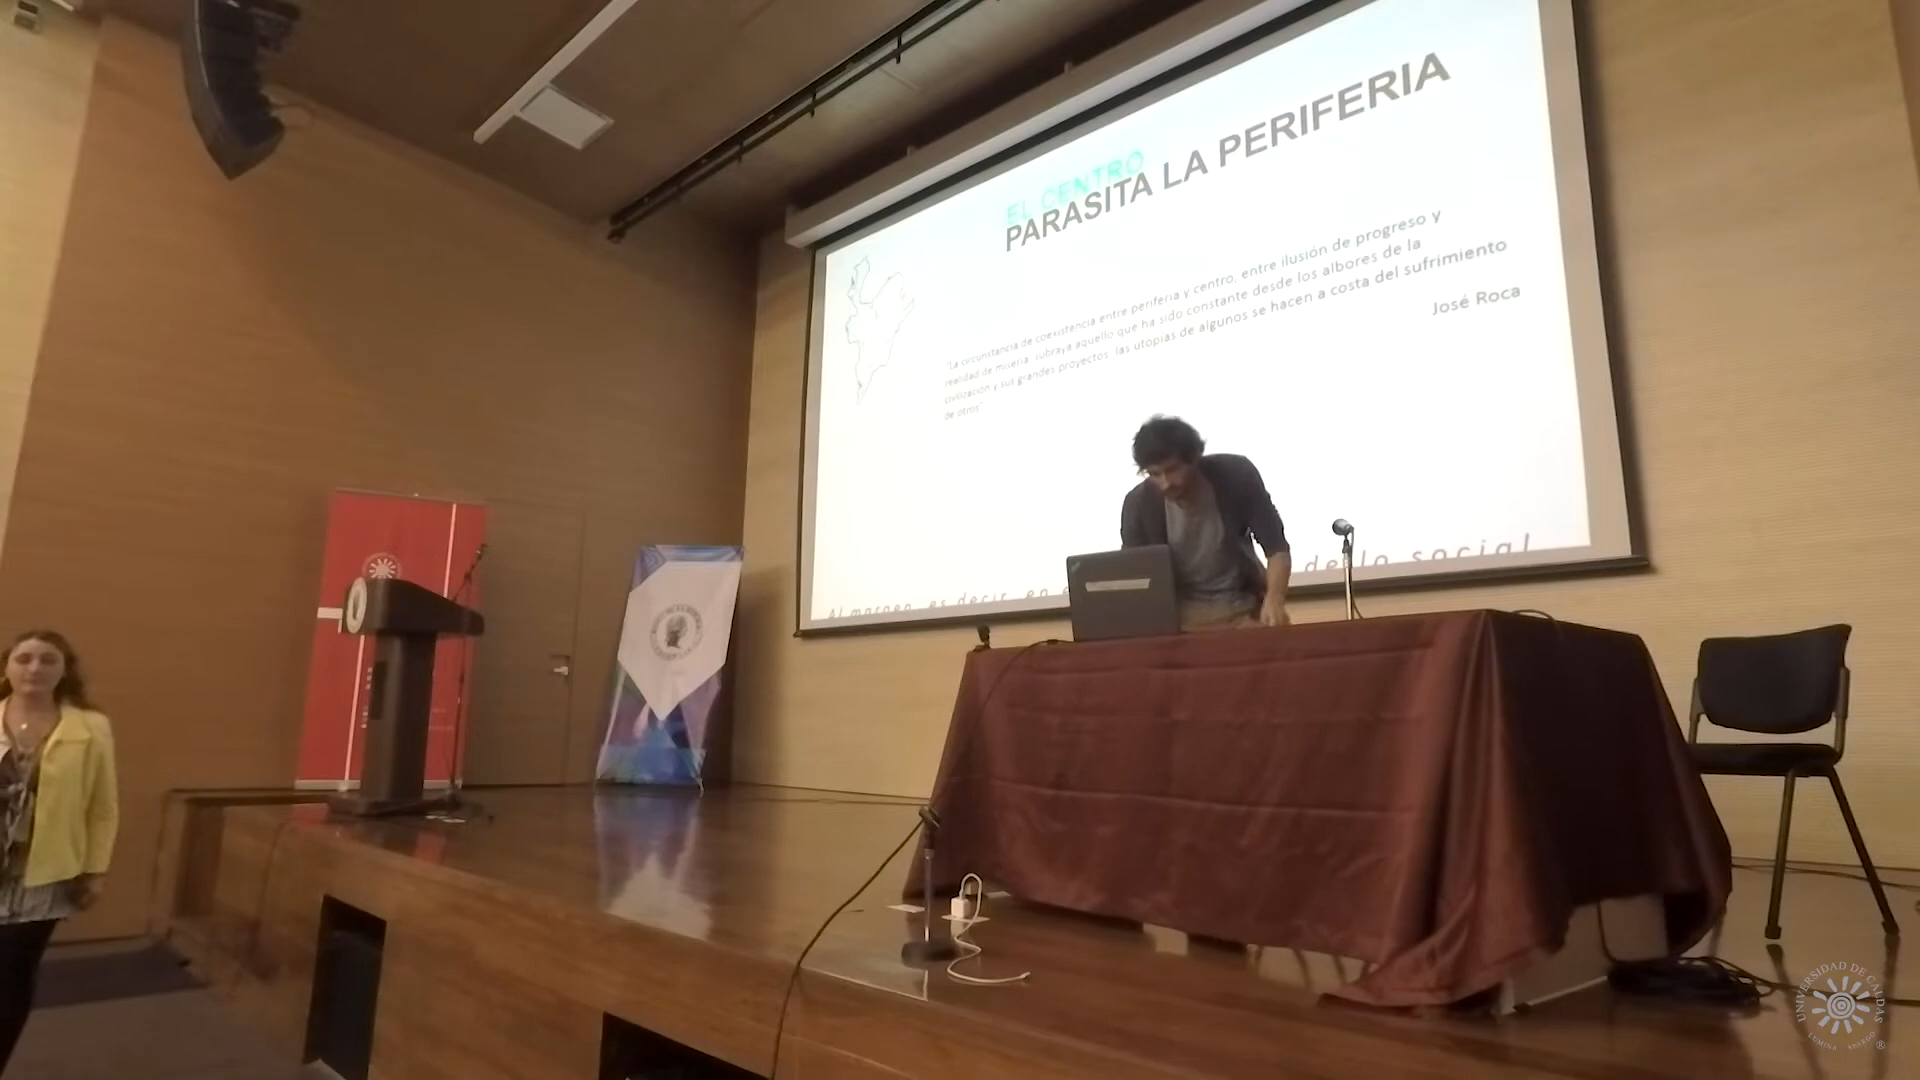 EL CENTRO
PARASITA LA PERIFERIA
"La circunstancia de coexistencia entre periferia y centro, entre ilusión de progreso y
realidad de miseria, subraya aquello que ha sido constante desde los albores de la
civilización y sus grandes proyectos: las utopías de algunos se hacen a costa del sufrimiento
de otros"
José Roca
Al margen, es decir, en de lo social
UNIVERSIDAD DE CALDAS
LUMINA SPARGO
®